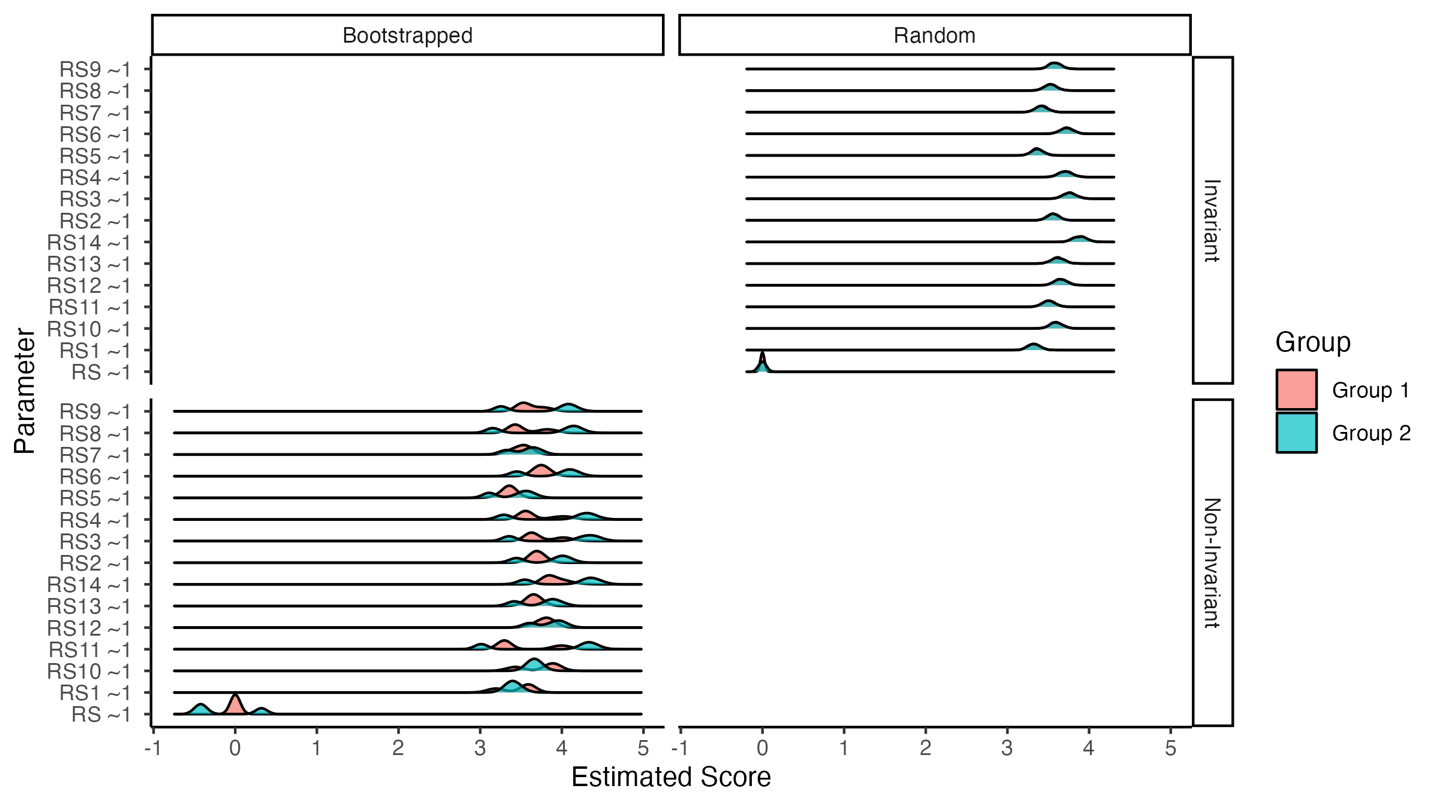 Bootstrapped
Random
RS9 ~1
RS8 ~1
RS7 ~1
RS6 ~1
RS5 ~1
RS4 ~1
RS3 ~1
RS2 ~1
RS14 ~1
RS13 ~1
RS12 ~1
RS11 ~1
RS10 ~1
RS1 ~1
RS ~1
Invariant
RS9 ~1
RS8 ~1
RS7 ~1
RS6 ~1
RS5 ~1
RS4 ~1
RS3 ~1
RS2 ~1
RS14 ~1
RS13 ~1
RS12 ~1
RS11 ~1
RS10 ~1
RS1 ~1
RS ~1
Non-Invariant
Parameter
-1 0 1 2 3 4 5
-1 0 1 2 3 4 5
Estimated Score
Group
Group 1
Group 2